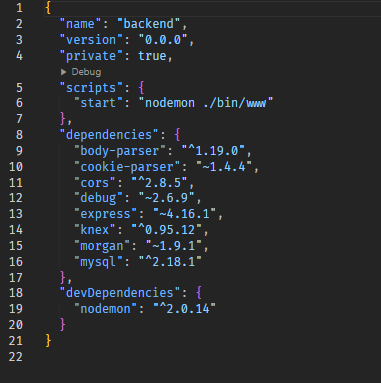 1 {
2 "name": "backend",
3 "version": "0.0.0",
4 "private": true,
Debug
5 "scripts": {
6 "start": "nodemon ./bin/www"
7 },
8 "dependencies": {
9 "body-parser": "^1.19.0",
10 "cookie-parser": "~1.4.4",
11 "cors": "^2.8.5",
12 "debug": "~2.6.9",
13 "express": "~4.16.1",
14 "knex": "^0.95.12",
15 "morgan": "~1.9.1",
16 "mysql": "^2.18.1"
17 },
18 "devDependencies": {
19 "nodemon": "^2.0.14"
20 }
21 }
22